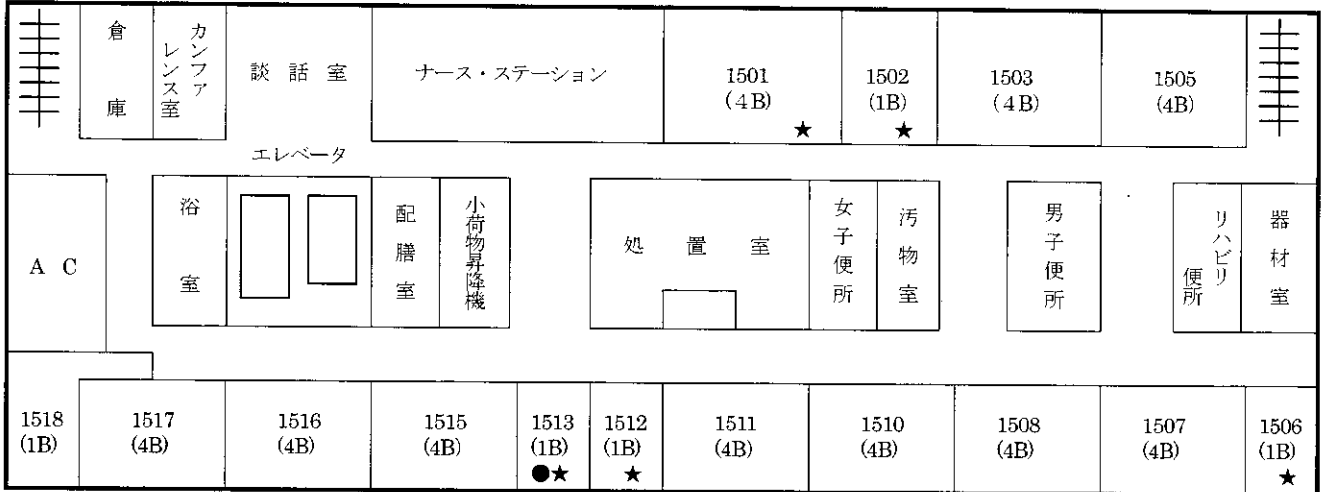 倉庫
カンファレンス室
談話室
ナース・ステーション
1501
(4B)
★
1502
(1B)
★
1503
(4B)
1505
(4B)
エレベータ
AC
浴室
配膳室
小荷物昇降機
処置室
女子便所
汚物室
男子便所
リハビリ便所
器材室
1518
(1B)
1517
(4B)
1516
(4B)
1515
(4B)
1513
(1B)
●★
1512
(1B)
★
1511
(4B)
1510
(4B)
1508
(4B)
1507
(4B)
1506
(1B)
★